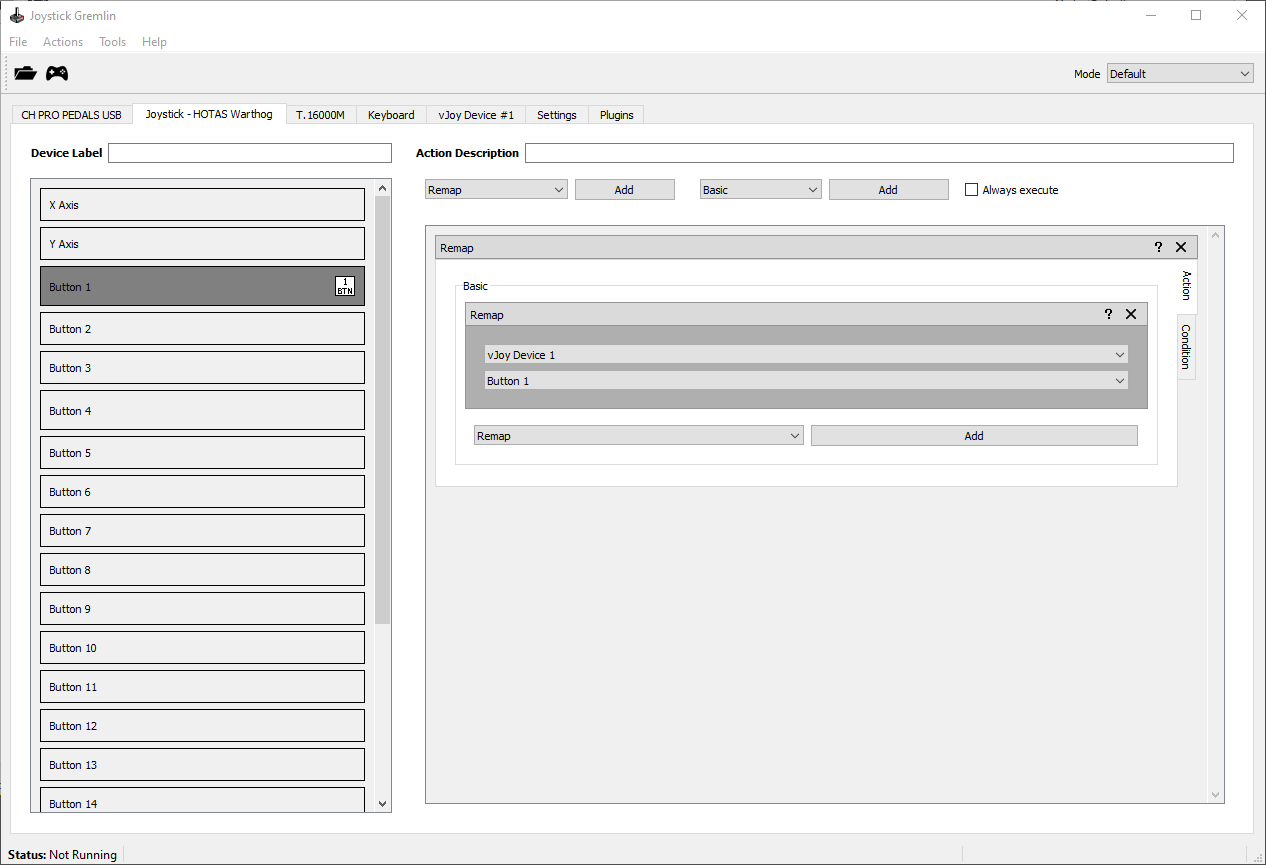 Joystick Gremlin
File Actions Tools Help
Mode Default
CH PRO PEDALS USB Joystick - HOTAS Warthog T.16000M Keyboard vJoy Device #1 Settings Plugins
Device Label Action Description
Remap Add Basic Add Always execute
X Axis
Y Axis
Button 1 1
BTN
Button 2
Button 3
Button 4
Button 5
Button 6
Button 7
Button 8
Button 9
Button 10
Button 11
Button 12
Button 13
Button 14
Remap ?
Action
Condition
Basic
Remap ?
vJoy Device 1
Button 1
Remap Add
Status: Not Running